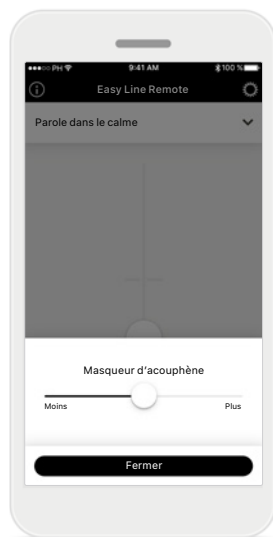 ●●●○○ PH 9:41 AM 100 %
Easy Line Remote
Parole dans le calme
Masqueur d'acouphène
Moins Plus
Fermer